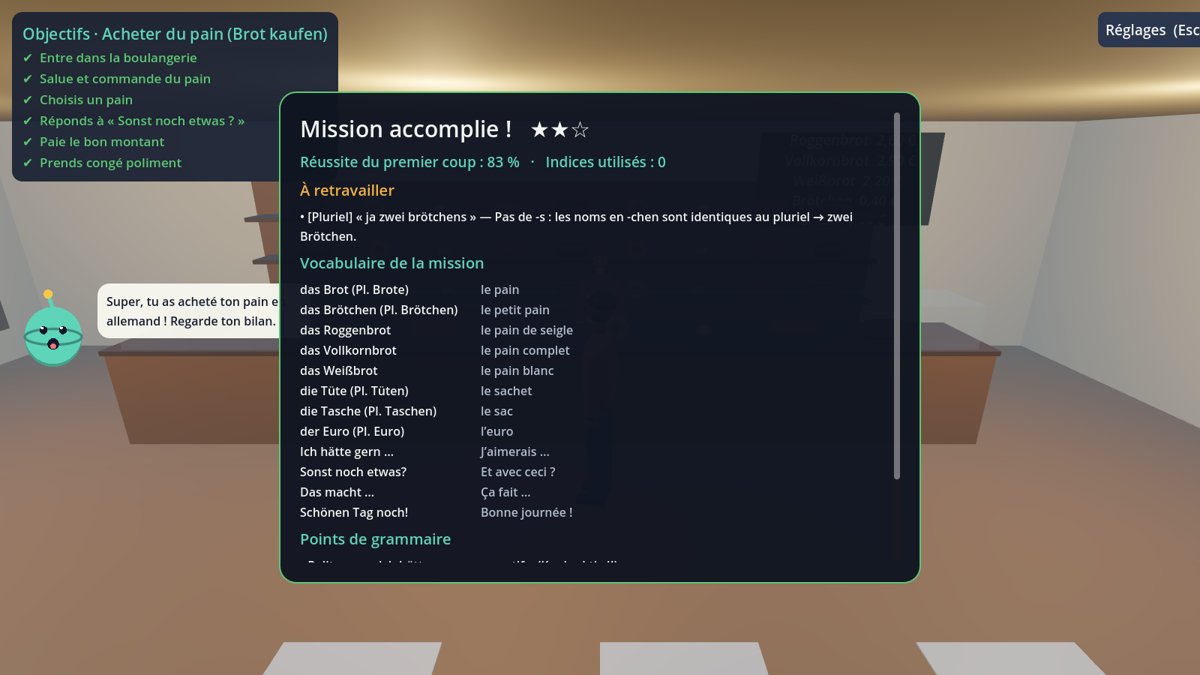 Objectifs · Acheter du pain (Brot kaufen)
✔ Entre dans la boulangerie
✔ Salue et commande du pain
✔ Choisis un pain
✔ Réponds à « Sonst noch etwas ? »
✔ Paie le bon montant
✔ Prends congé poliment
Réglages (Esc
Mission accomplie ! ★★☆
Réussite du premier coup : 83 % · Indices utilisés : 0
À retravailler
• [Pluriel] « ja zwei brötchens » — Pas de -s : les noms en -chen sont identiques au pluriel → zwei
Brötchen.
Vocabulaire de la mission
das Brot (Pl. Brote) le pain
das Brötchen (Pl. Brötchen) le petit pain
das Roggenbrot le pain de seigle
das Vollkornbrot le pain complet
das Weißbrot le pain blanc
die Tüte (Pl. Tüten) le sachet
die Tasche (Pl. Taschen) le sac
der Euro (Pl. Euro) l’euro
Ich hätte gern ... J’aimerais ...
Sonst noch etwas? Et avec ceci ?
Das macht ... Ça fait ...
Schönen Tag noch! Bonne journée !
Points de grammaire
Super, tu as acheté ton pain e
allemand ! Regarde ton bilan.
Roggenbrot
Vollkornbrot
Weißbrot 2,20
Brötchen 0,40 €